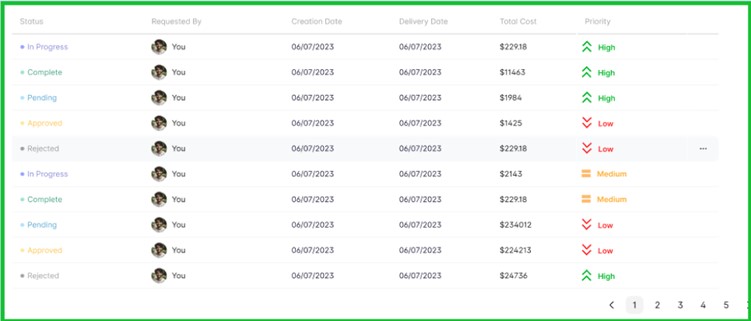 Status Requested By Creation Date Delivery Date Total Cost Priority
In Progress You 06/07/2023 06/07/2023 $229.18 High
Complete You 06/07/2023 06/07/2023 $11463 High
Pending You 06/07/2023 06/07/2023 $1984 High
Approved You 06/07/2023 06/07/2023 $1425 Low
Rejected You 06/07/2023 06/07/2023 $229.18 Low ...
In Progress You 06/07/2023 06/07/2023 $2143 Medium
Complete You 06/07/2023 06/07/2023 $229.18 Medium
Pending You 06/07/2023 06/07/2023 $234012 Low
Approved You 06/07/2023 06/07/2023 $224213 Low
Rejected You 06/07/2023 06/07/2023 $24736 High
1 2 3 4 5